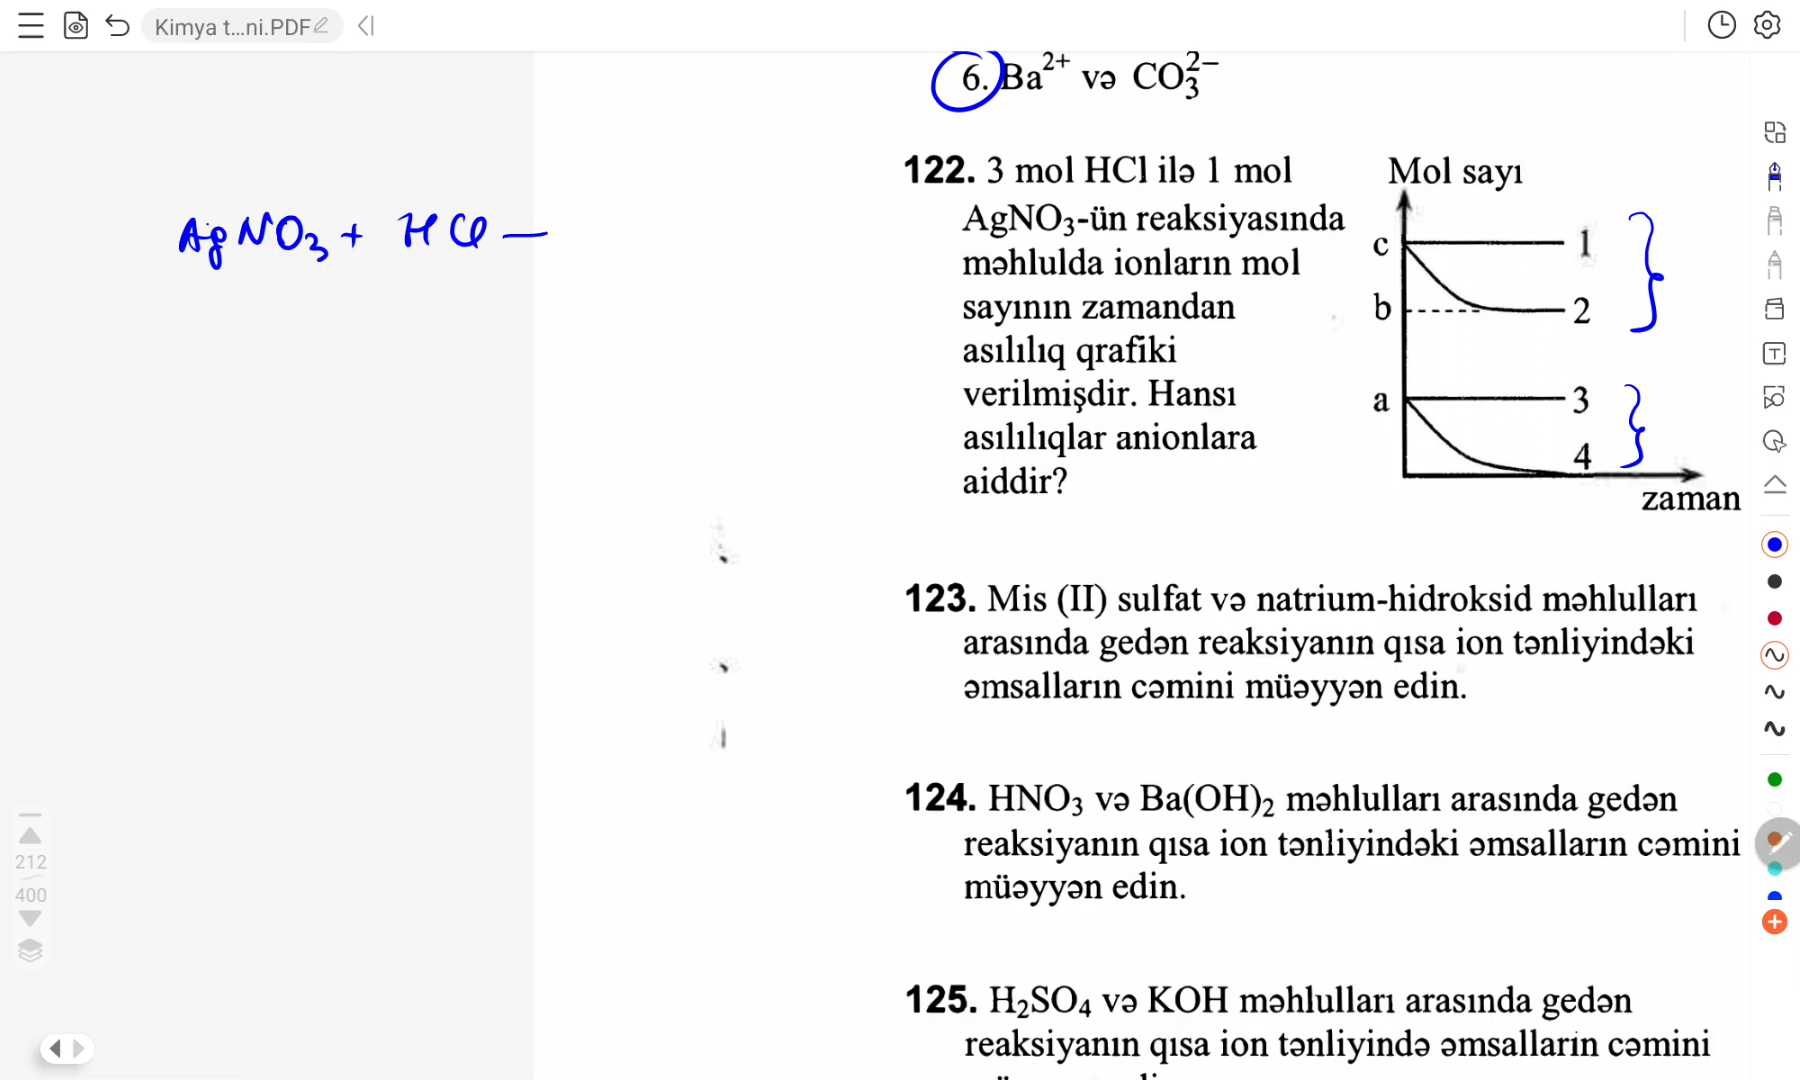 Kimya t...ni.PDF
6. Ba²⁺ və CO₃²⁻
AgNO₃ + HCl —
122. 3 mol HCl ilə 1 mol
AgNO₃-ün reaksiyasında
məhlulda ionların mol
sayının zamandan
asılılıq qrafiki
verilmişdir. Hansı
asılılıqlar anionlara
aiddir?
Mol sayı
c 1
b 2
a 3
4
zaman
123. Mis (II) sulfat və natrium-hidroksid məhlulları
arasında gedən reaksiyanın qısa ion tənliyindəki
əmsalların cəmini müəyyən edin.
124. HNO₃ və Ba(OH)₂ məhlulları arasında gedən
reaksiyanın qısa ion tənliyindəki əmsalların cəmini
müəyyən edin.
125. H₂SO₄ və KOH məhlulları arasında gedən
reaksiyanın qısa ion tənliyində əmsalların cəmini
212
400